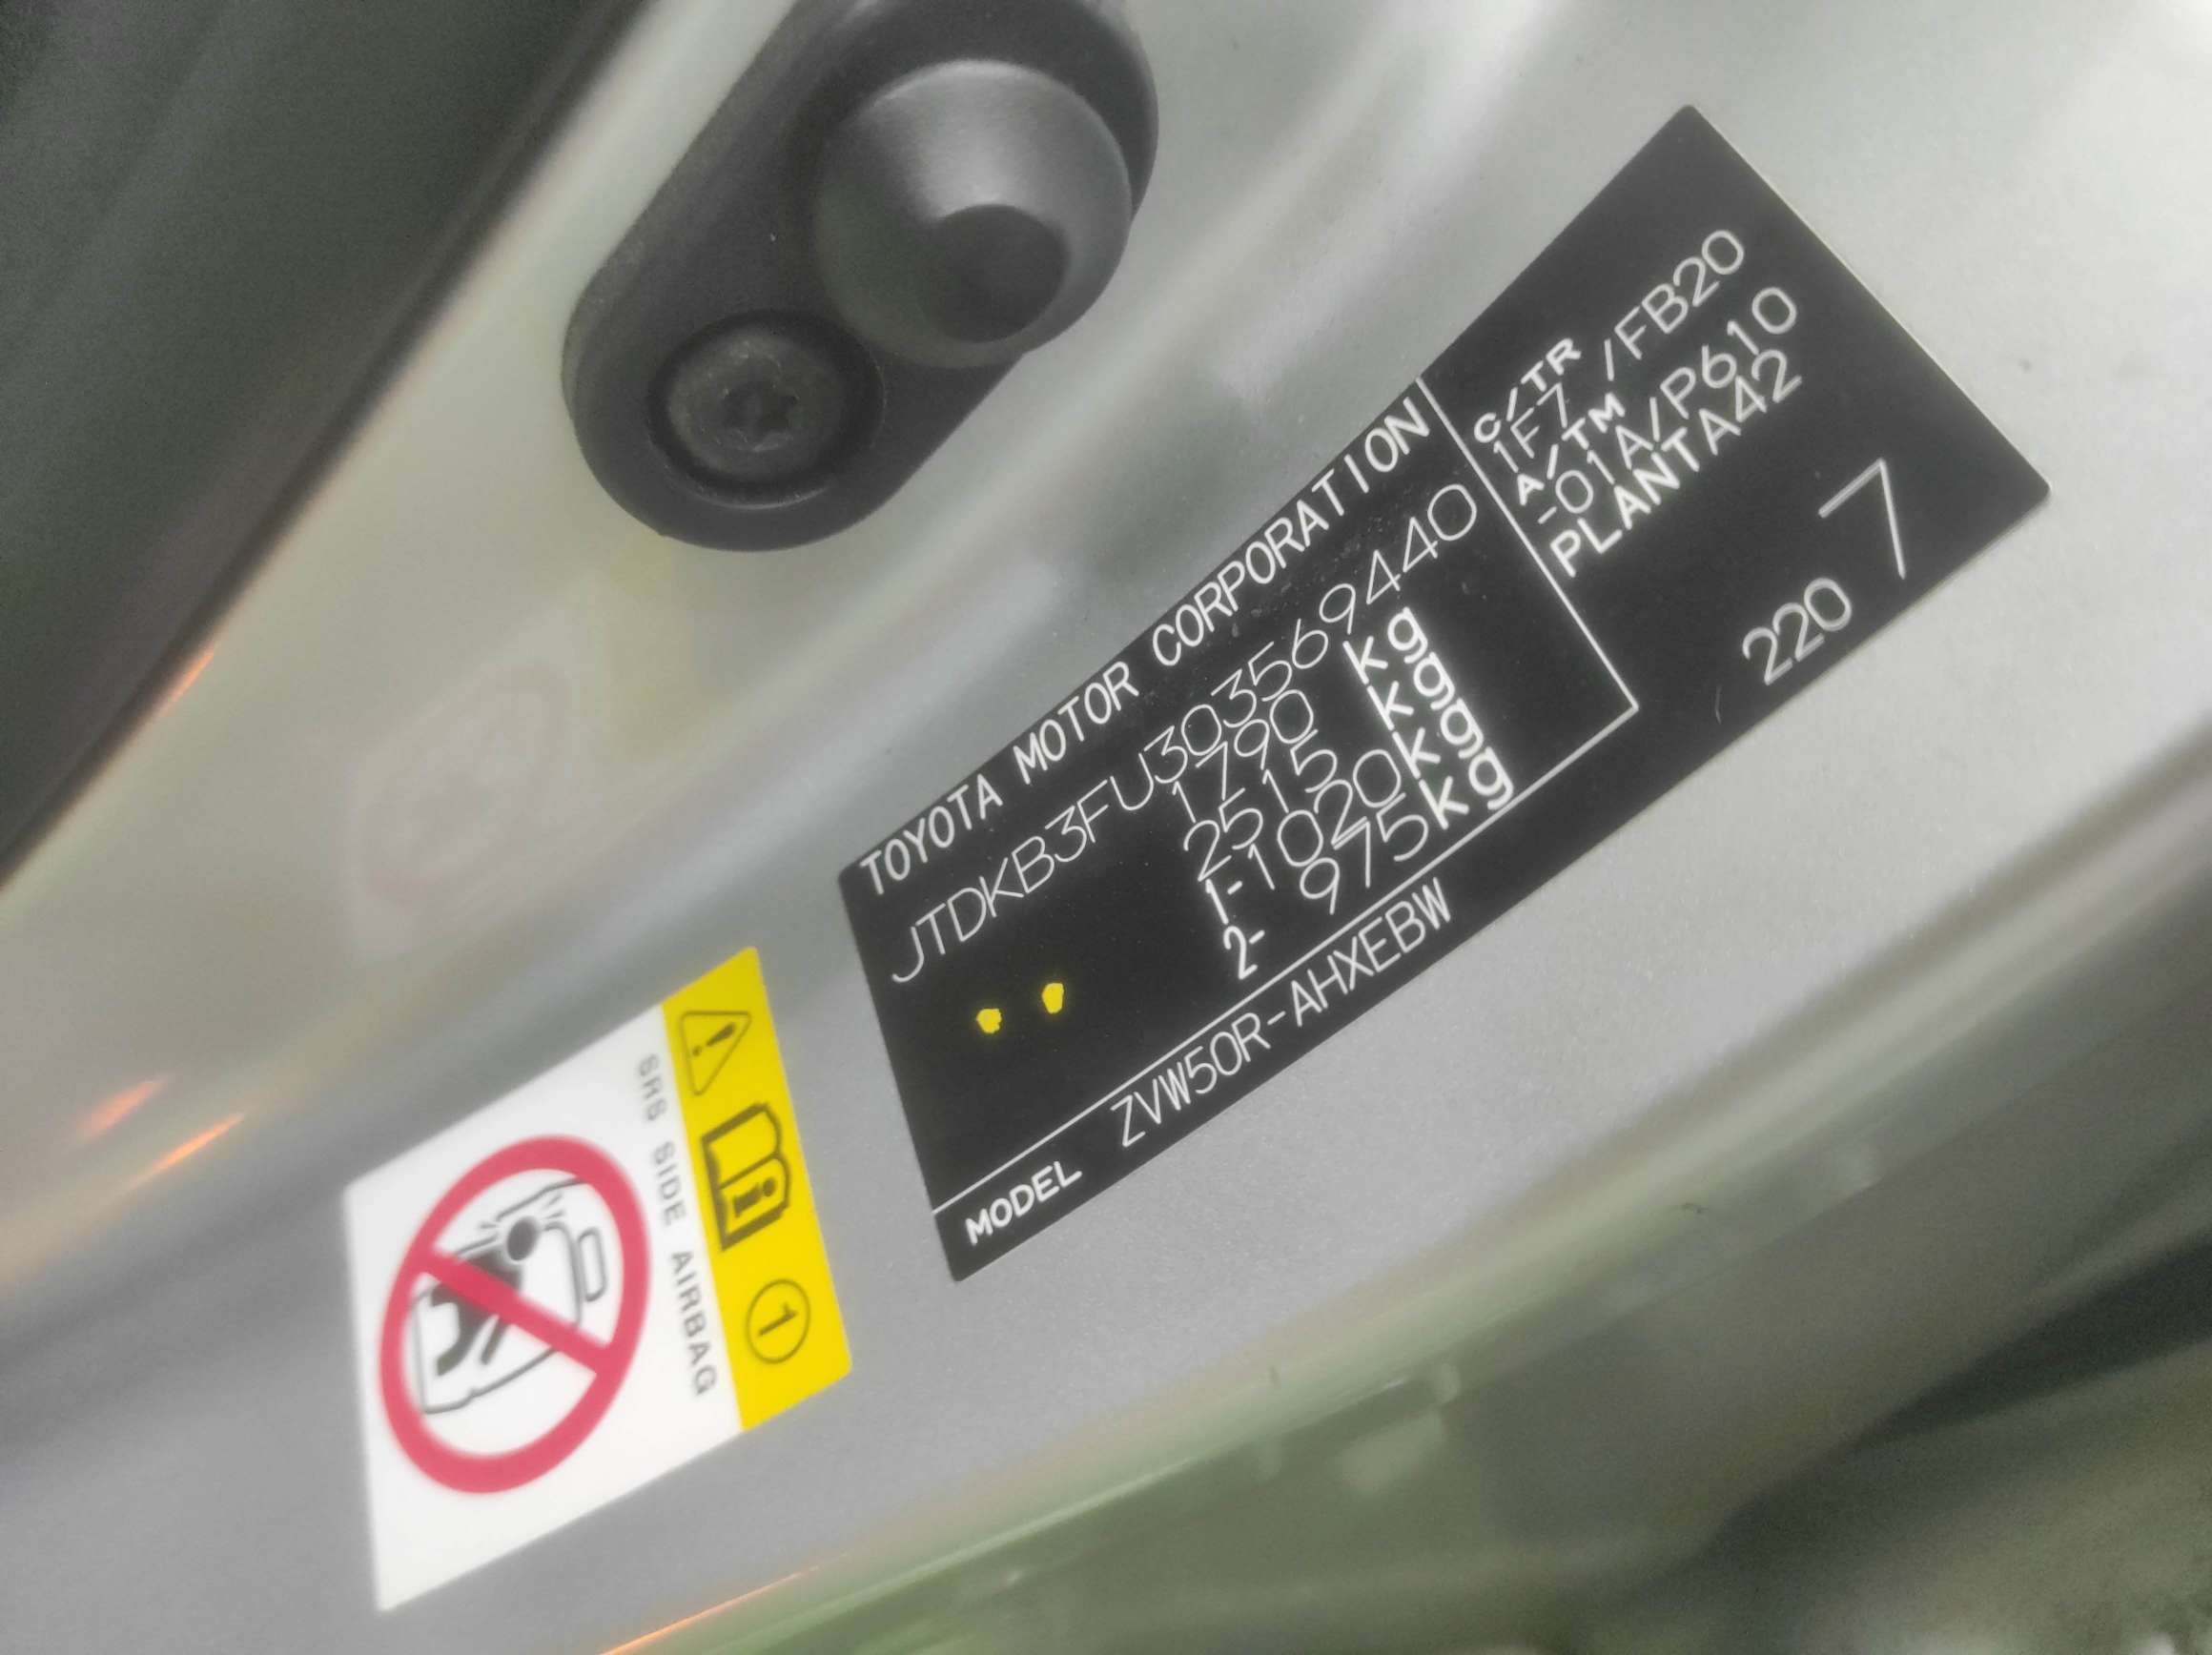 TOYOTA MOTOR CORPORATION
JTDKB3FU303569440
1790 kg
2515 kg
1-1020 kg
2- 975 kg
MODEL ZVW50R-AHXEBW
C/TR
1F7 /FB20
A/TM
-01A/P610
PLANTA42
220 7
SRS SIDE AIRBAG
1